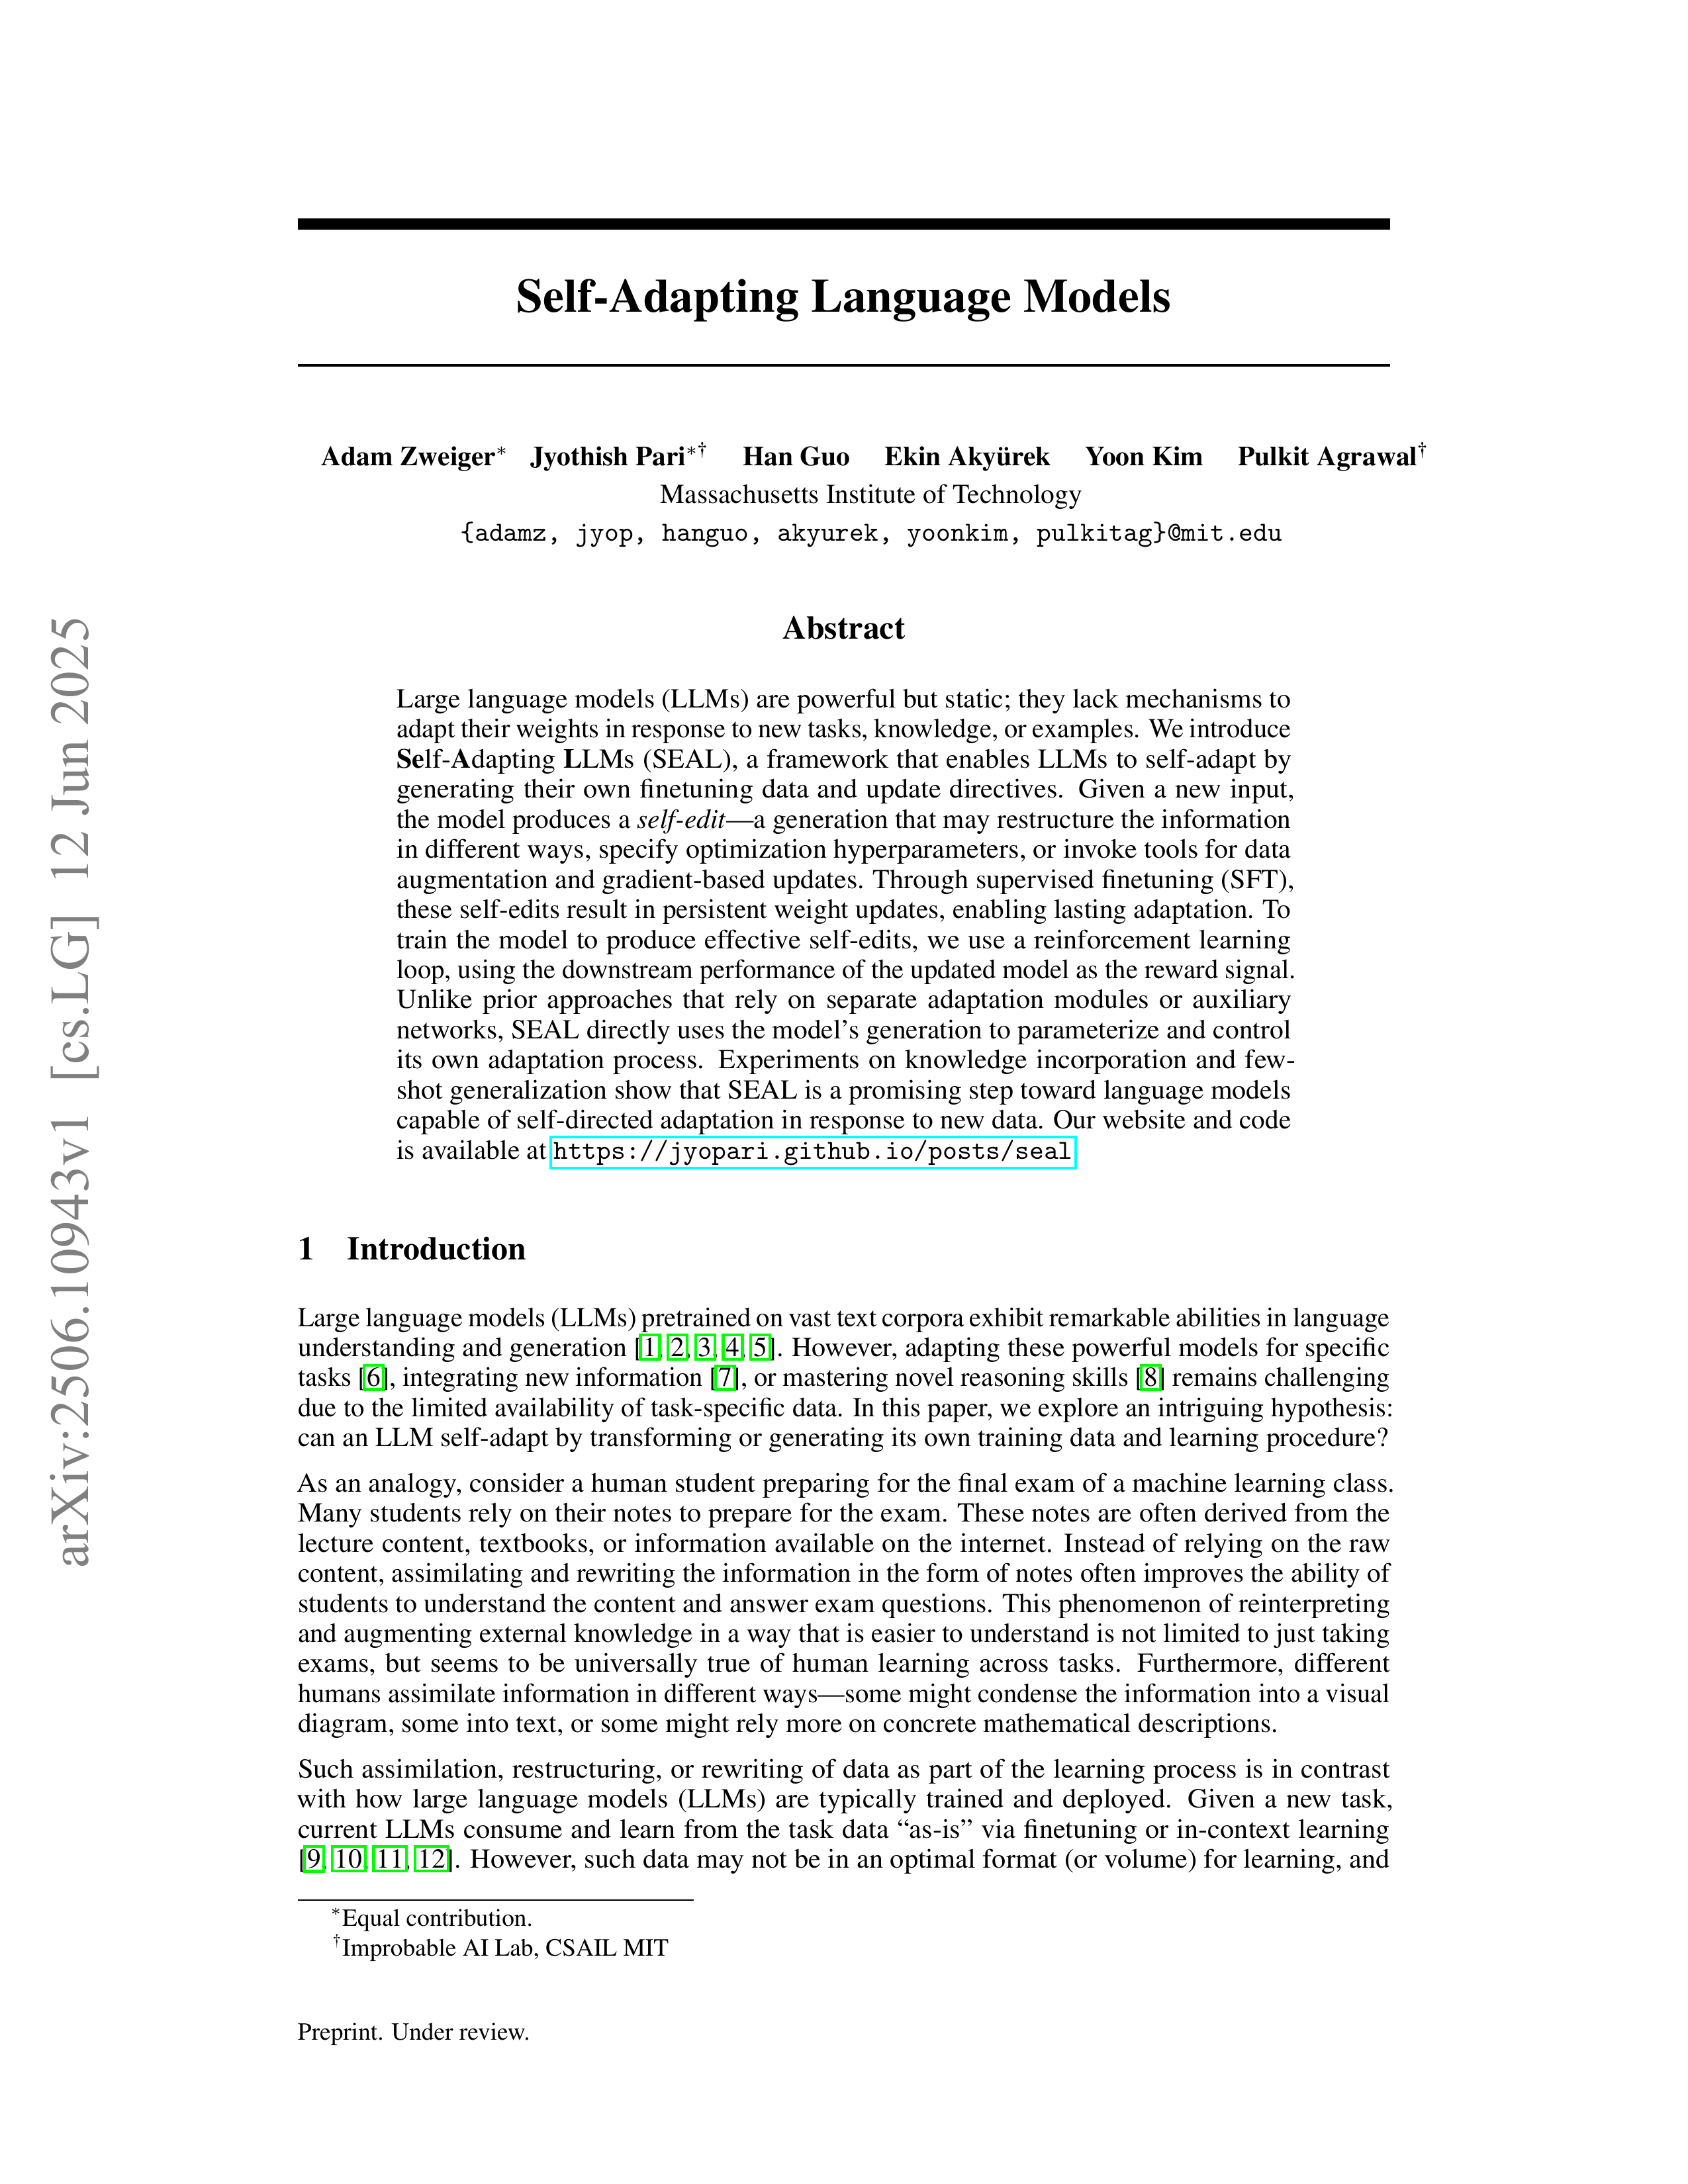 Self-Adapting Language Models
Adam Zweiger* Jyothish Pari*† Han Guo Ekin Akyürek Yoon Kim Pulkit Agrawal†
Massachusetts Institute of Technology
{adamz, jyop, hanguo, akyurek, yoonkim, pulkitag}@mit.edu
Abstract
Large language models (LLMs) are powerful but static; they lack mechanisms to
adapt their weights in response to new tasks, knowledge, or examples. We introduce
Self-Adapting LLMs (SEAL), a framework that enables LLMs to self-adapt by
generating their own finetuning data and update directives. Given a new input,
the model produces a self-edit—a generation that may restructure the information
in different ways, specify optimization hyperparameters, or invoke tools for data
augmentation and gradient-based updates. Through supervised finetuning (SFT),
these self-edits result in persistent weight updates, enabling lasting adaptation. To
train the model to produce effective self-edits, we use a reinforcement learning
loop, using the downstream performance of the updated model as the reward signal.
Unlike prior approaches that rely on separate adaptation modules or auxiliary
networks, SEAL directly uses the model's generation to parameterize and control
its own adaptation process. Experiments on knowledge incorporation and few-
shot generalization show that SEAL is a promising step toward language models
capable of self-directed adaptation in response to new data. Our website and code
is available at https://jyopari.github.io/posts/seal
1 Introduction
Large language models (LLMs) pretrained on vast text corpora exhibit remarkable abilities in language
understanding and generation [1, 2, 3, 4, 5]. However, adapting these powerful models for specific
tasks [6], integrating new information [7], or mastering novel reasoning skills [8] remains challenging
due to the limited availability of task-specific data. In this paper, we explore an intriguing hypothesis:
can an LLM self-adapt by transforming or generating its own training data and learning procedure?
As an analogy, consider a human student preparing for the final exam of a machine learning class.
Many students rely on their notes to prepare for the exam. These notes are often derived from the
lecture content, textbooks, or information available on the internet. Instead of relying on the raw
content, assimilating and rewriting the information in the form of notes often improves the ability of
students to understand the content and answer exam questions. This phenomenon of reinterpreting
and augmenting external knowledge in a way that is easier to understand is not limited to just taking
exams, but seems to be universally true of human learning across tasks. Furthermore, different
humans assimilate information in different ways—some might condense the information into a visual
diagram, some into text, or some might rely more on concrete mathematical descriptions.
Such assimilation, restructuring, or rewriting of data as part of the learning process is in contrast
with how large language models (LLMs) are typically trained and deployed. Given a new task,
current LLMs consume and learn from the task data “as-is” via finetuning or in-context learning
[9, 10, 11, 12]. However, such data may not be in an optimal format (or volume) for learning, and
*Equal contribution.
†Improbable AI Lab, CSAIL MIT
Preprint. Under review.
arXiv:2506.10943v1 [cs.LG] 12 Jun 2025